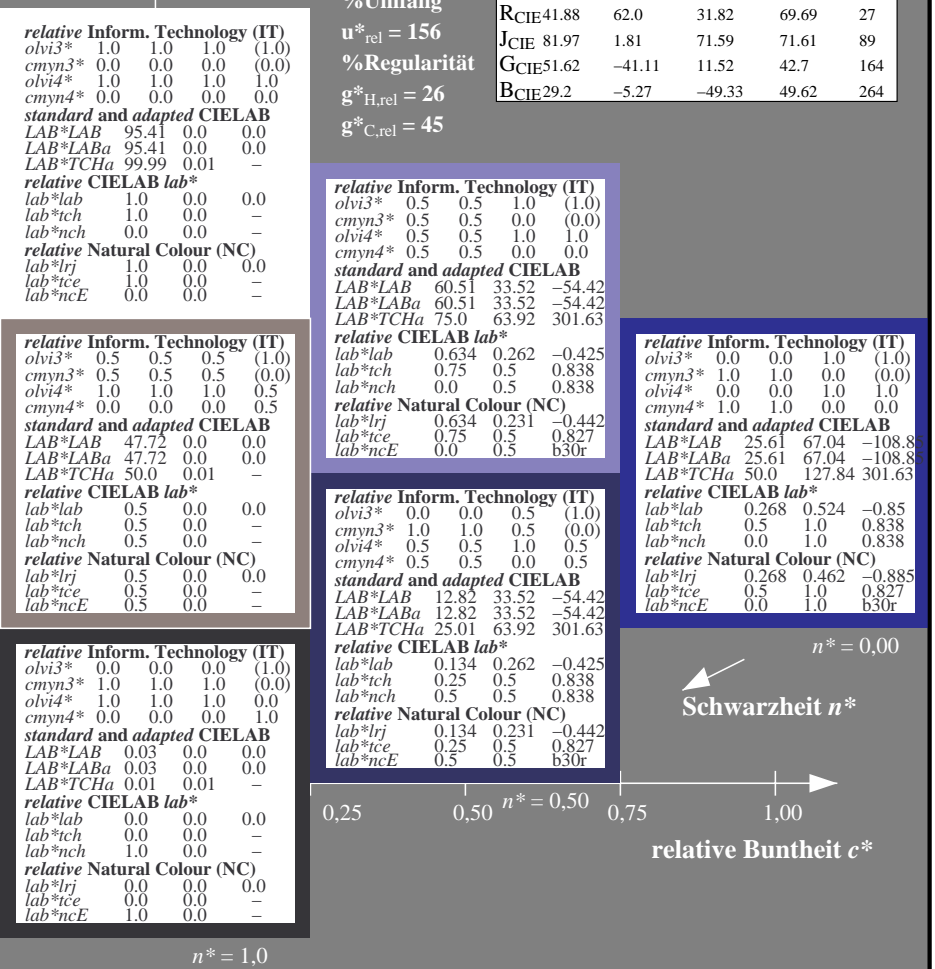 %Umfang
u*rel = 156
%Regularität
g*H,rel = 26
g*C,rel = 45
RCIE 41.88 62.0 31.82 69.69 27
JCIE 81.97 1.81 71.59 71.61 89
GCIE 51.62 −41.11 11.52 42.7 164
BCIE 29.2 −5.27 −49.33 49.62 264
relative Inform. Technology (IT)
olvi3* 1.0 1.0 1.0 (1.0)
cmyn3* 0.0 0.0 0.0 (0.0)
olvi4* 1.0 1.0 1.0 1.0
cmyn4* 0.0 0.0 0.0 0.0
standard and adapted CIELAB
LAB*LAB 95.41 0.0 0.0
LAB*LABa 95.41 0.0 0.0
LAB*TCHa 99.99 0.01 –
relative CIELAB lab*
lab*lab 1.0 0.0 0.0
lab*tch 1.0 0.0 –
lab*nch 0.0 0.0 –
relative Natural Colour (NC)
lab*lrj 1.0 0.0 0.0
lab*tce 1.0 0.0 –
lab*ncE 0.0 0.0 –
relative Inform. Technology (IT)
olvi3* 0.5 0.5 1.0 (1.0)
cmyn3* 0.5 0.5 0.0 (0.0)
olvi4* 0.5 0.5 1.0 1.0
cmyn4* 0.5 0.5 0.0 0.0
standard and adapted CIELAB
LAB*LAB 60.51 33.52 −54.42
LAB*LABa 60.51 33.52 −54.42
LAB*TCHa 75.0 63.92 301.63
relative CIELAB lab*
lab*lab 0.634 0.262 −0.425
lab*tch 0.75 0.5 0.838
lab*nch 0.0 0.5 0.838
relative Natural Colour (NC)
lab*lrj 0.634 0.231 −0.442
lab*tce 0.75 0.5 0.827
lab*ncE 0.0 0.5 b30r
relative Inform. Technology (IT)
olvi3* 0.5 0.5 0.5 (1.0)
cmyn3* 0.5 0.5 0.5 (0.0)
olvi4* 1.0 1.0 1.0 0.5
cmyn4* 0.0 0.0 0.0 0.5
standard and adapted CIELAB
LAB*LAB 47.72 0.0 0.0
LAB*LABa 47.72 0.0 0.0
LAB*TCHa 50.0 0.01 –
relative CIELAB lab*
lab*lab 0.5 0.0 0.0
lab*tch 0.5 0.0 –
lab*nch 0.5 0.0 –
relative Natural Colour (NC)
lab*lrj 0.5 0.0 0.0
lab*tce 0.5 0.0 –
lab*ncE 0.5 0.0 –
relative Inform. Technology (IT)
olvi3* 0.0 0.0 1.0 (1.0)
cmyn3* 1.0 1.0 0.0 (0.0)
olvi4* 0.0 0.0 1.0 1.0
cmyn4* 1.0 1.0 0.0 0.0
standard and adapted CIELAB
LAB*LAB 25.61 67.04 −108.85
LAB*LABa 25.61 67.04 −108.8
LAB*TCHa 50.0 127.84 301.63
relative CIELAB lab*
lab*lab 0.268 0.524 −0.85
lab*tch 0.5 1.0 0.838
lab*nch 0.0 1.0 0.838
relative Natural Colour (NC)
lab*lrj 0.268 0.462 −0.885
lab*tce 0.5 1.0 0.827
lab*ncE 0.0 1.0 b30r
relative Inform. Technology (IT)
olvi3* 0.0 0.0 0.5 (1.0)
cmyn3* 1.0 1.0 0.5 (0.0)
olvi4* 0.5 0.5 1.0 0.5
cmyn4* 0.5 0.5 0.0 0.5
standard and adapted CIELAB
LAB*LAB 12.82 33.52 −54.42
LAB*LABa 12.82 33.52 −54.42
LAB*TCHa 25.01 63.92 301.63
relative CIELAB lab*
lab*lab 0.134 0.262 −0.425
lab*tch 0.25 0.5 0.838
lab*nch 0.5 0.5 0.838
relative Natural Colour (NC)
lab*lrj 0.134 0.231 −0.442
lab*tce 0.25 0.5 0.827
lab*ncE 0.5 0.5 b30r
relative Inform. Technology (IT)
olvi3* 0.0 0.0 0.0 (1.0)
cmyn3* 1.0 1.0 1.0 (0.0)
olvi4* 1.0 1.0 1.0 0.0
cmyn4* 0.0 0.0 0.0 1.0
standard and adapted CIELAB
LAB*LAB 0.03 0.0 0.0
LAB*LABa 0.03 0.0 0.0
LAB*TCHa 0.01 0.01 –
relative CIELAB lab*
lab*lab 0.0 0.0 0.0
lab*tch 0.0 0.0 –
lab*nch 1.0 0.0 –
relative Natural Colour (NC)
lab*lrj 0.0 0.0 0.0
lab*tce 0.0 0.0 –
lab*ncE 1.0 0.0 –
n* = 0,00
Schwarzheit n*
0,25 0,50 n* = 0,50 0,75 1,00
relative Buntheit c*
n* = 1,0